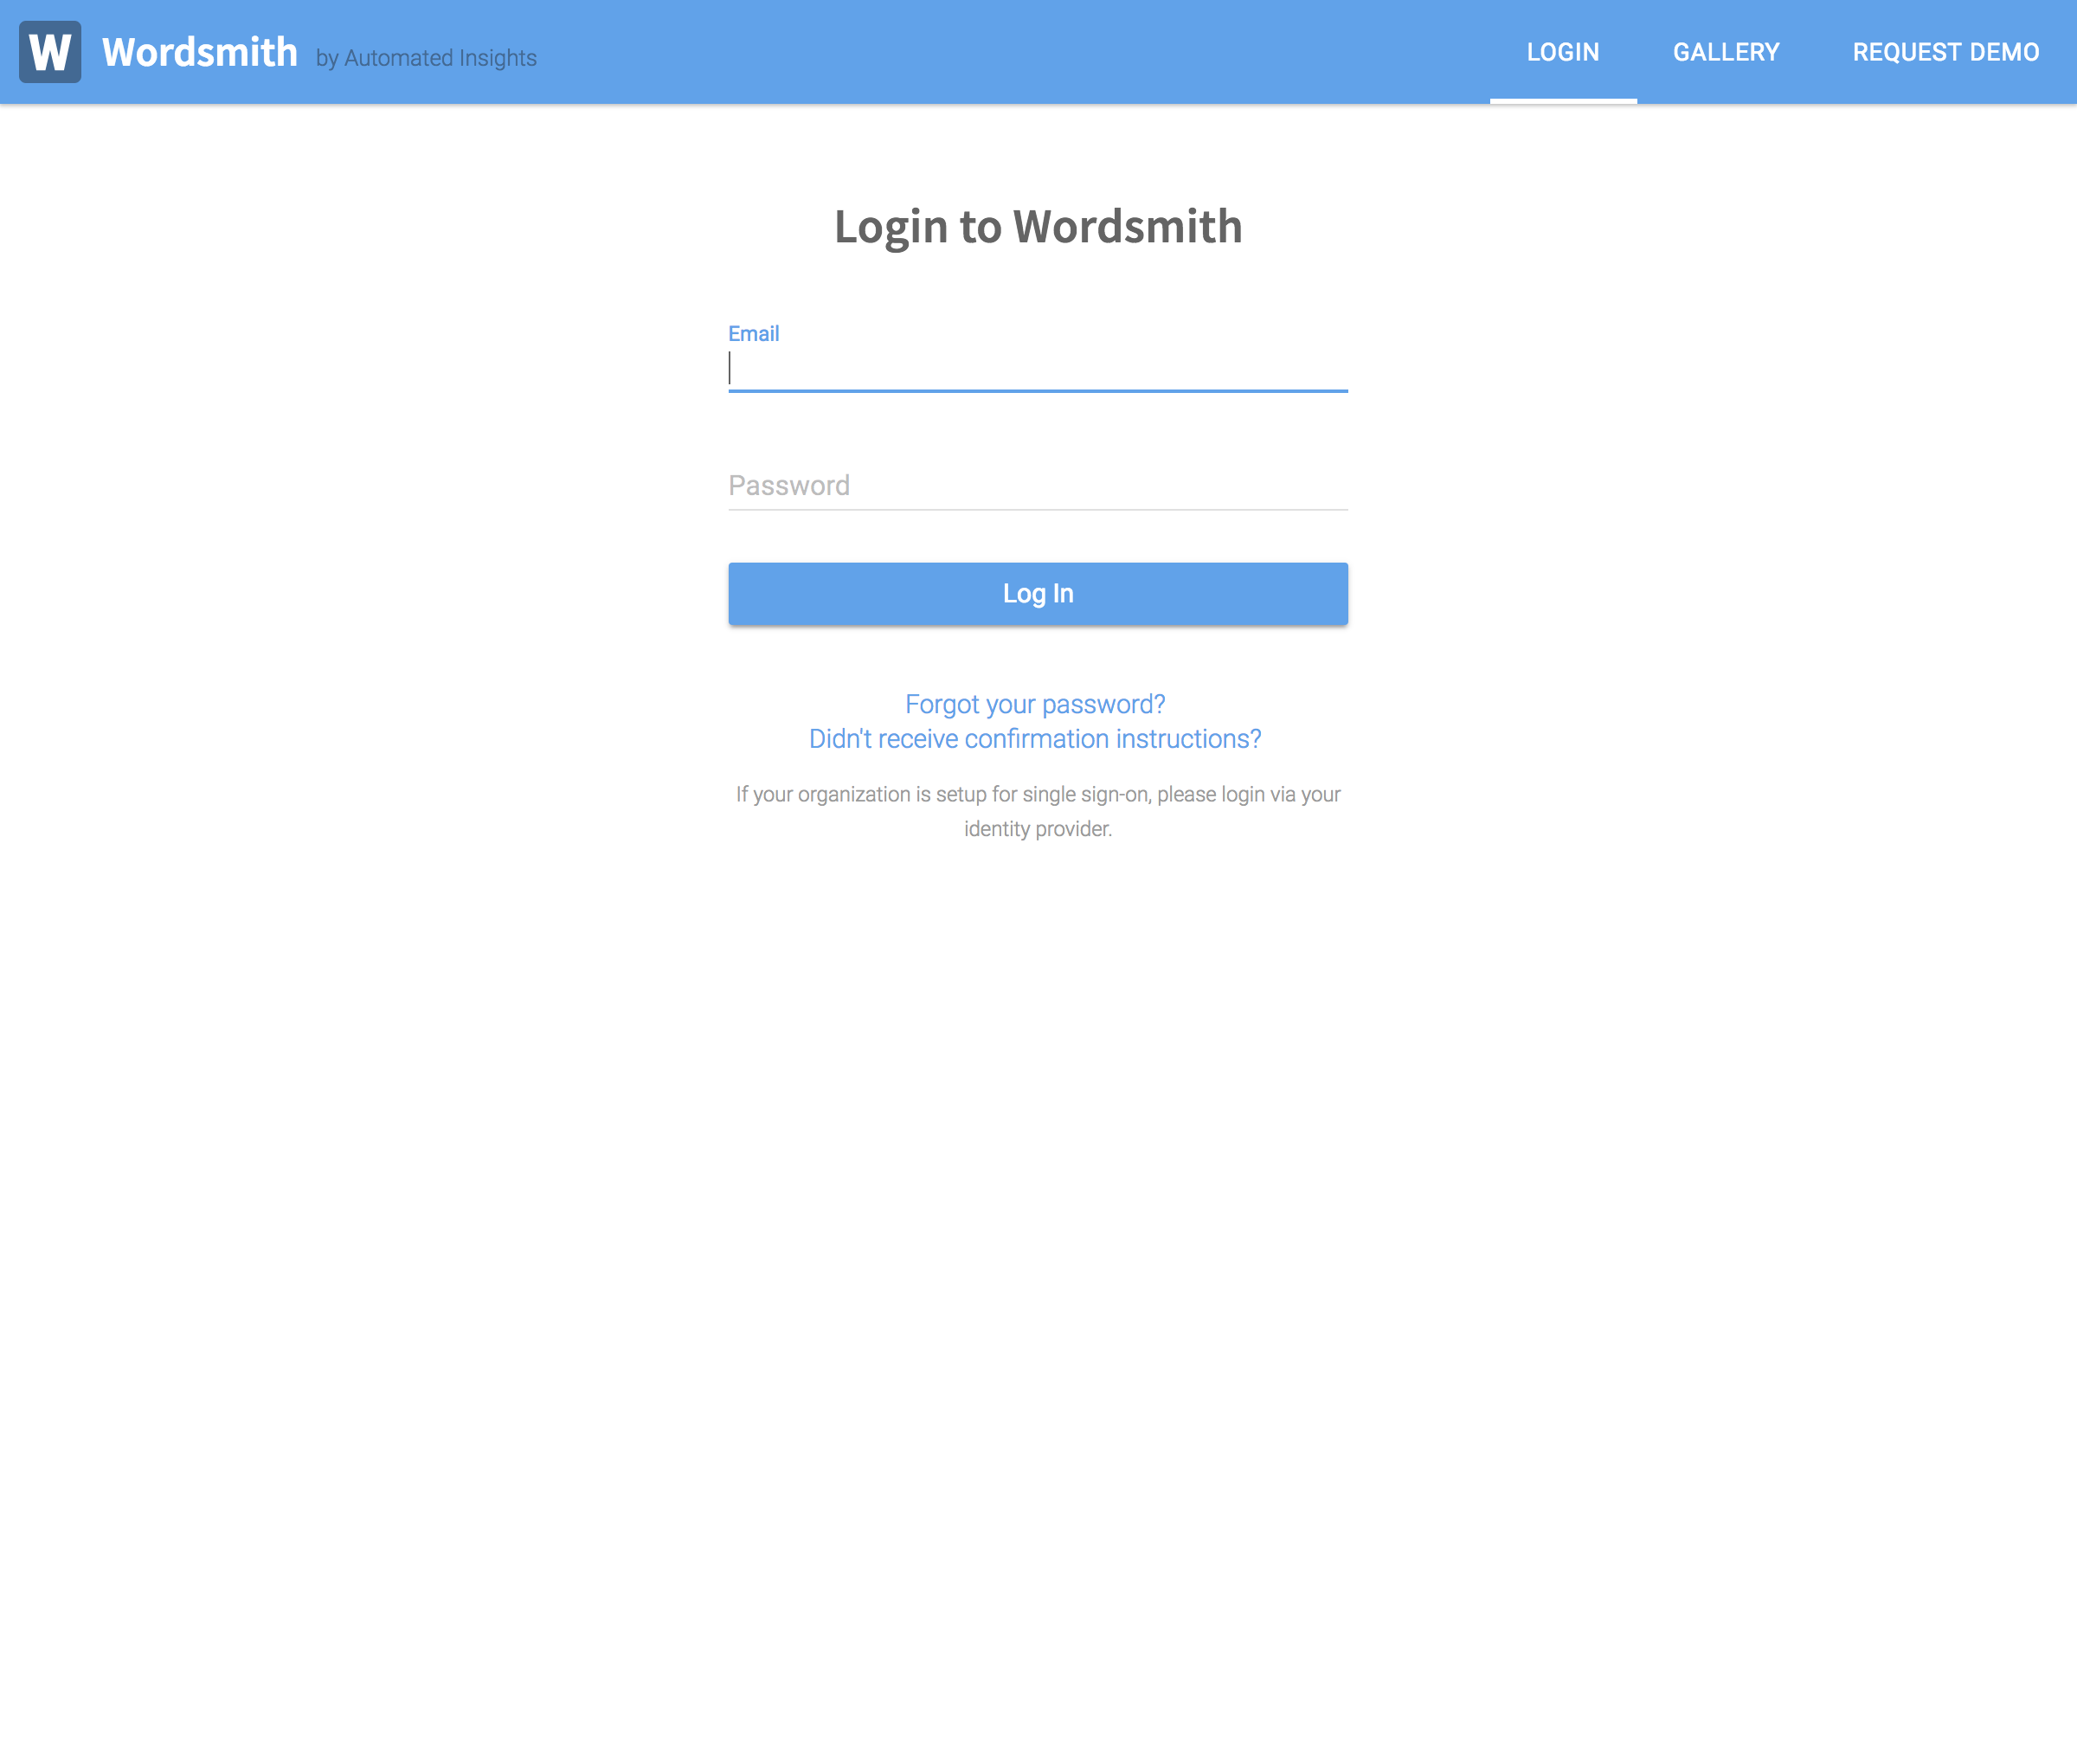 W Wordsmith by Automated Insights
LOGIN GALLERY REQUEST DEMO
Login to Wordsmith
Email
Password
Log In
Forgot your password?
Didn't receive confirmation instructions?
If your organization is setup for single sign-on, please login via your
identity provider.